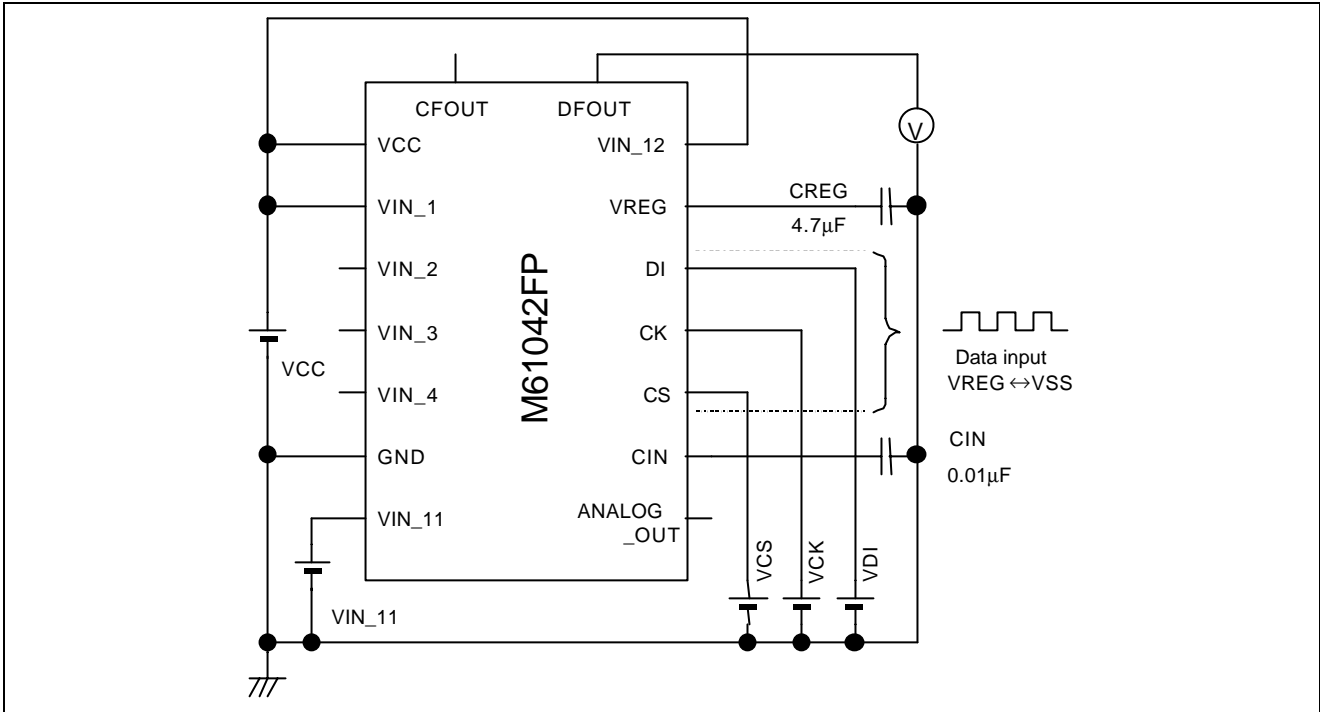 CFOUT
DFOUT
VCC
VIN_1
VIN_2
VIN_3
VIN_4
GND
VIN_11
M61042FP
VIN_12
VREG
DI
CK
CS
CIN
ANALOG
_OUT
V
CREG
4.7μF
Data input
VREG ↔VSS
CIN
0.01μF
VCC
VIN_11
VCS
VCK
VDI